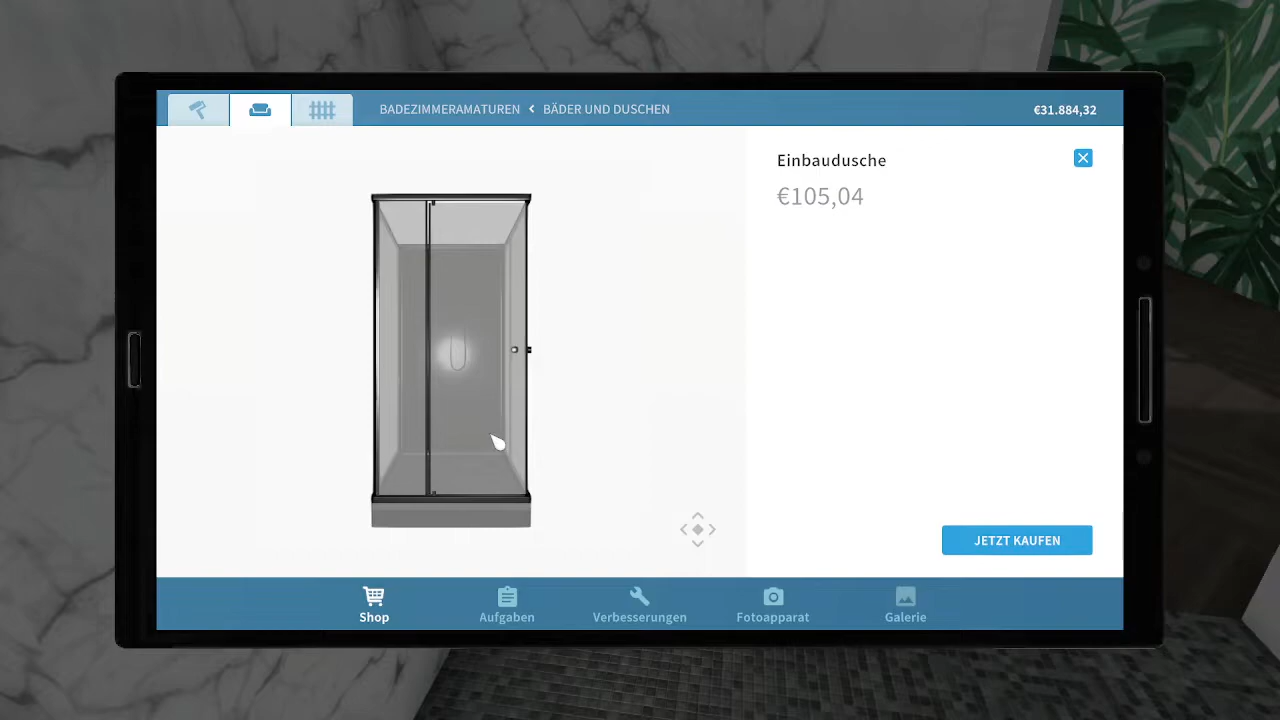 BADEZIMMERAMATUREN < BÄDER UND DUSCHEN
€31.884,32
Einbaudusche
€105,04
JETZT KAUFEN
Shop
Aufgaben
Verbesserungen
Fotoapparat
Galerie